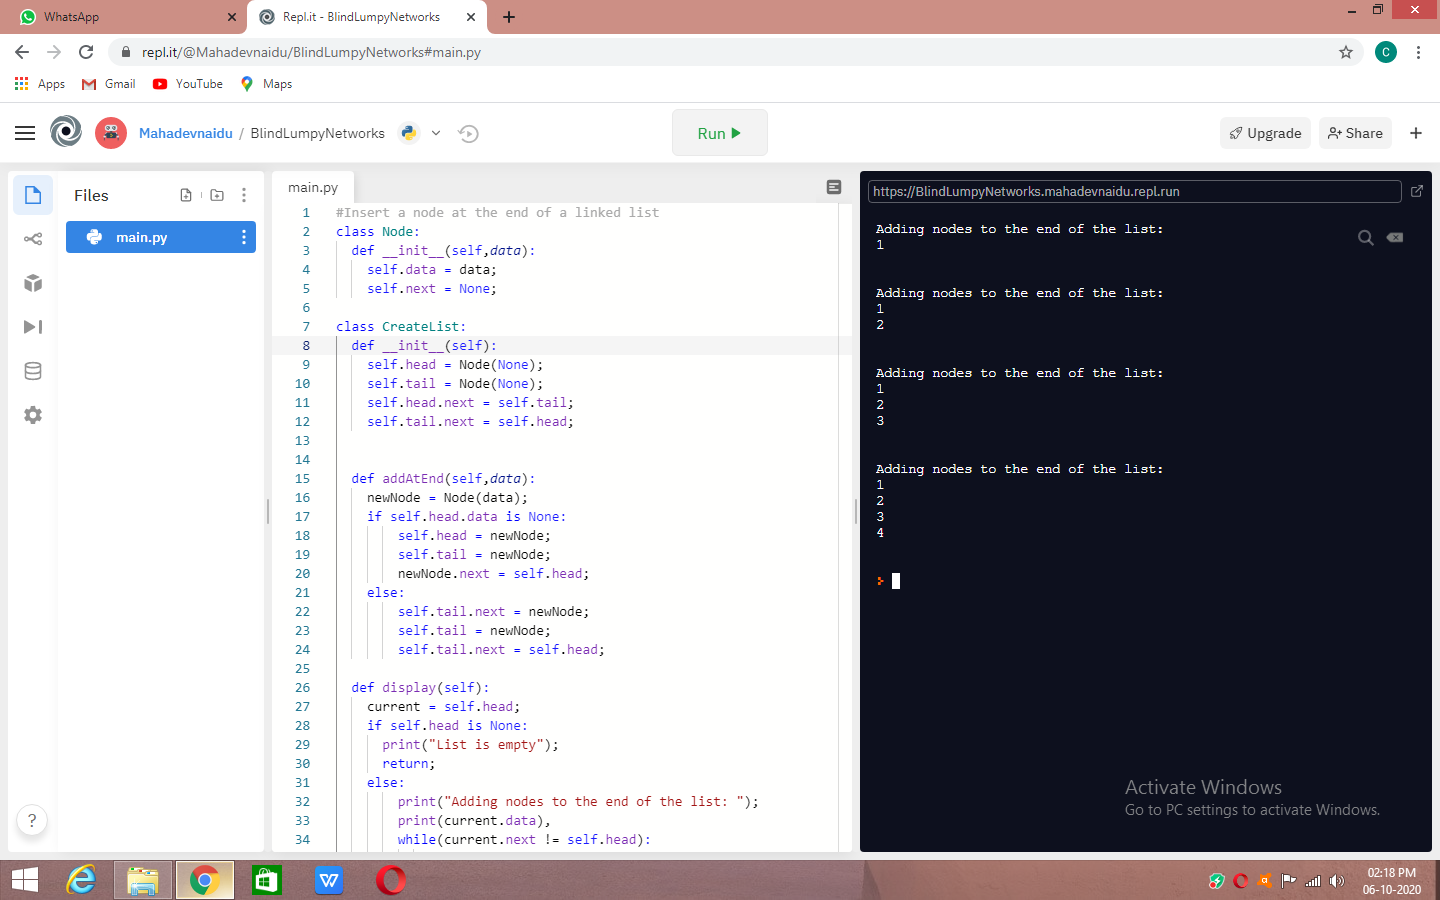 WhatsApp
Repl.it - BlindLumpyNetworks
repl.it/@Mahadevnaidu/BlindLumpyNetworks#main.py
C
Apps
Gmail
YouTube
Maps
Mahadevnaidu / BlindLumpyNetworks
Run
Upgrade
Share
Files
main.py
main.py
1 #Insert a node at the end of a linked list
2 class Node:
3 def __init__(self,data):
4 self.data = data;
5 self.next = None;
6
7 class CreateList:
8 def __init__(self):
9 self.head = Node(None);
10 self.tail = Node(None);
11 self.head.next = self.tail;
12 self.tail.next = self.head;
13
14
15 def addAtEnd(self,data):
16 newNode = Node(data);
17 if self.head.data is None:
18 self.head = newNode;
19 self.tail = newNode;
20 newNode.next = self.head;
21 else:
22 self.tail.next = newNode;
23 self.tail = newNode;
24 self.tail.next = self.head;
25
26 def display(self):
27 current = self.head;
28 if self.head is None:
29 print("List is empty");
30 return;
31 else:
32 print("Adding nodes to the end of the list: ");
33 print(current.data),
34 while(current.next != self.head):
https://BlindLumpyNetworks.mahadevnaidu.repl.run
Adding nodes to the end of the list:
1
Adding nodes to the end of the list:
1
2
Adding nodes to the end of the list:
1
2
3
Adding nodes to the end of the list:
1
2
3
4
Activate Windows
Go to PC settings to activate Windows.
?
02:18 PM
06-10-2020